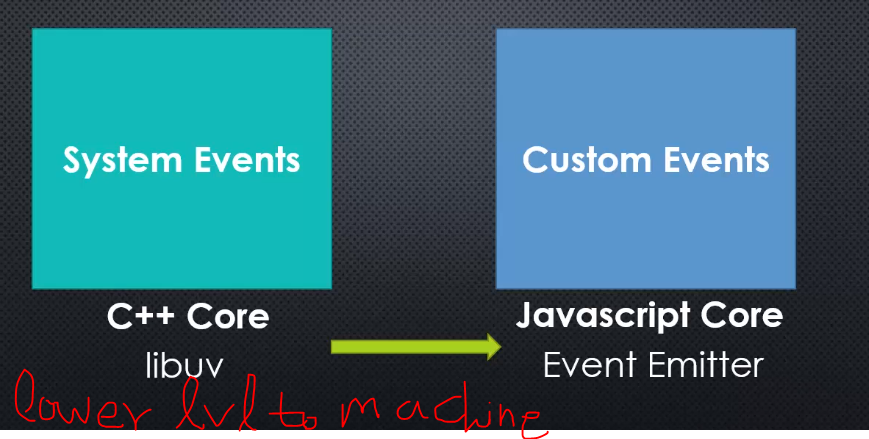 System Events
Custom Events
C++ Core
libuv
Javascript Core
Event Emitter
lower lvl to machine